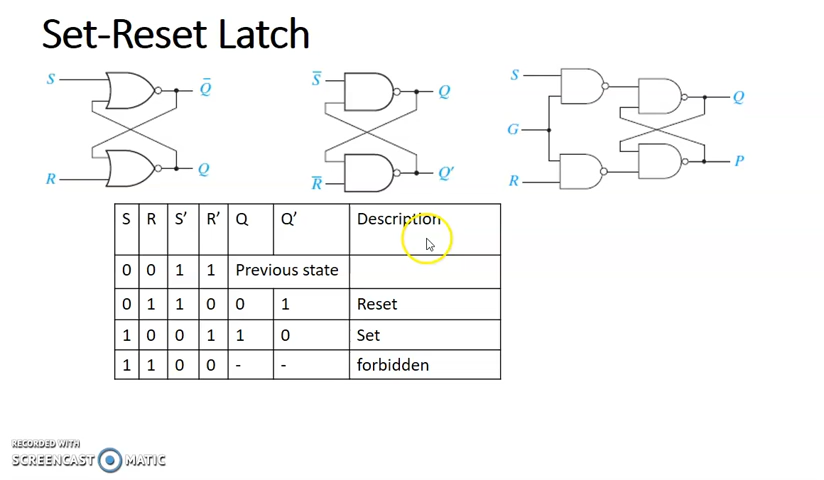 Set-Reset Latch
S
Q̅
R
Q
S̅
Q
R̅
Q'
S
G
R
Q
P
S R S' R' Q Q' Description
0 0 1 1 Previous state
0 1 1 0 0 1 Reset
1 0 0 1 1 0 Set
1 1 0 0 - - forbidden
RECORDED WITH
SCREENCAST MATIC